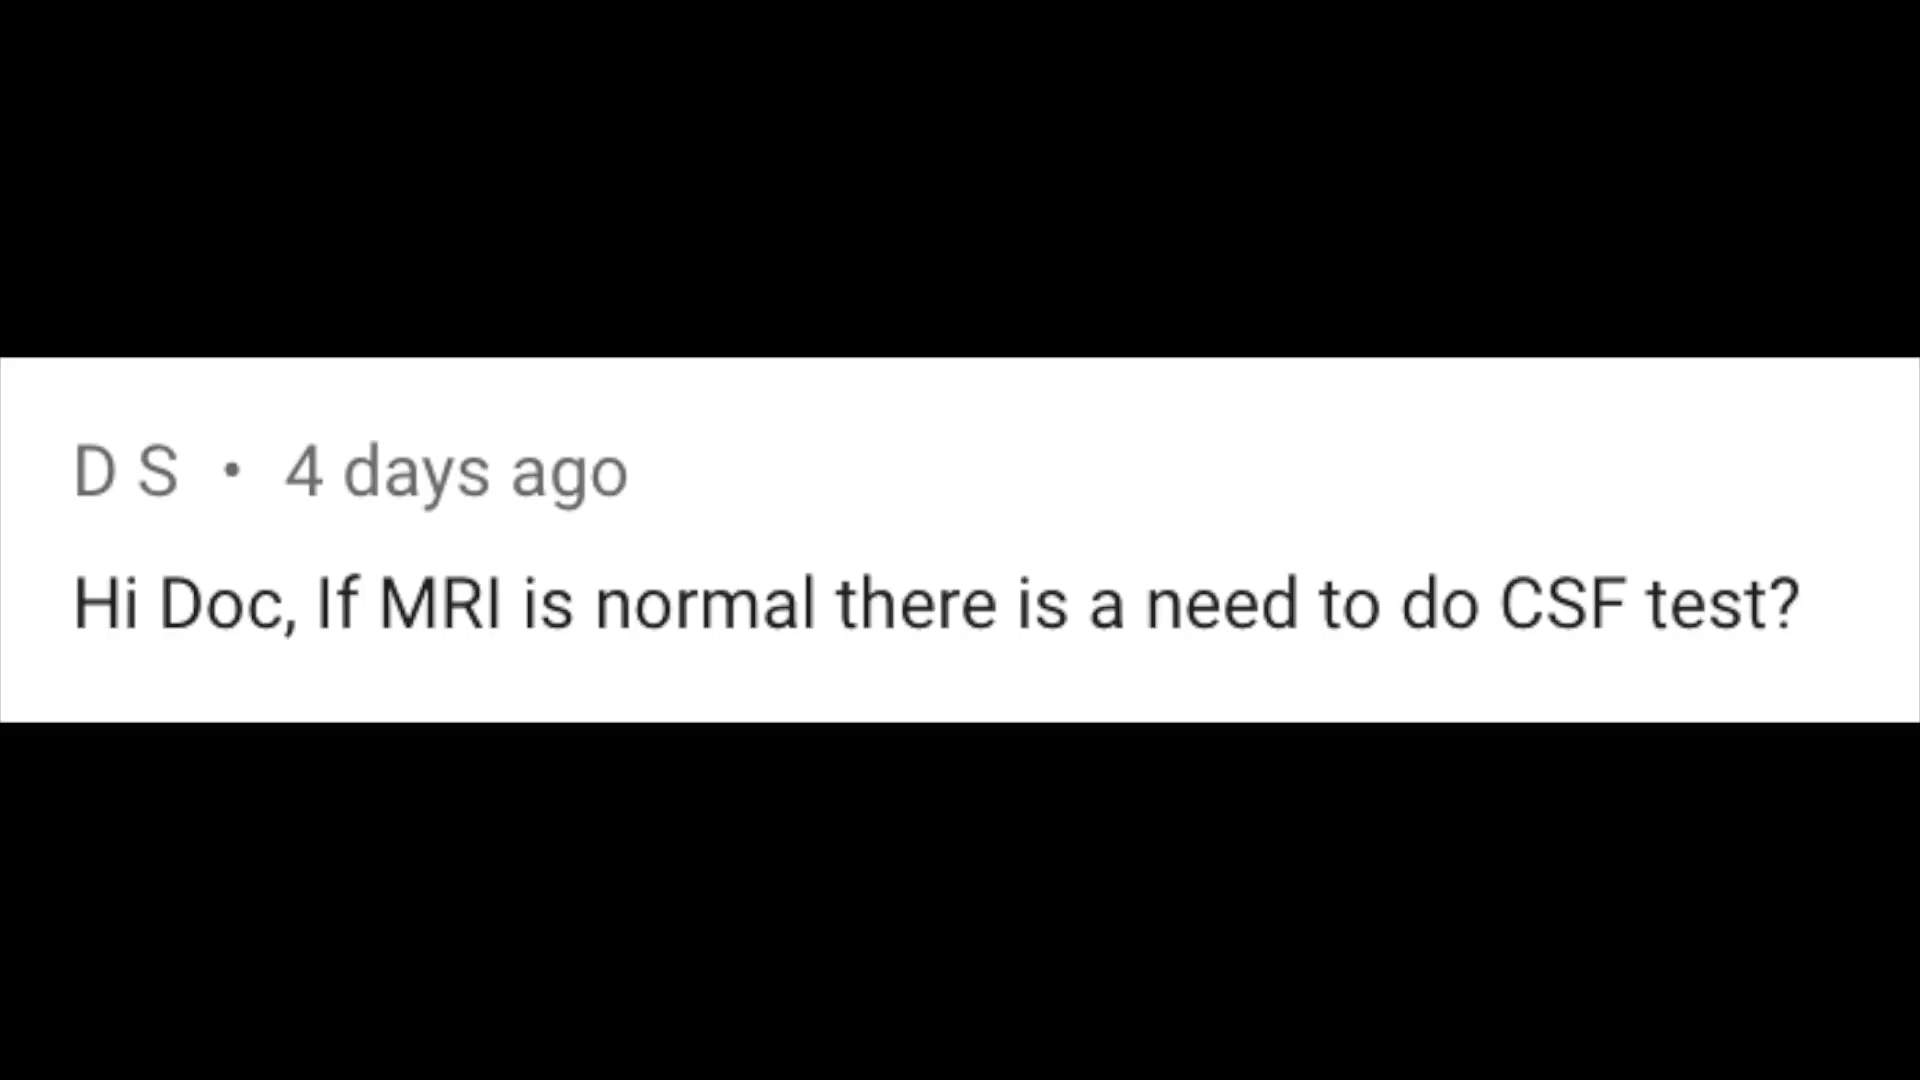 D S • 4 days ago
Hi Doc, If MRI is normal there is a need to do CSF test?